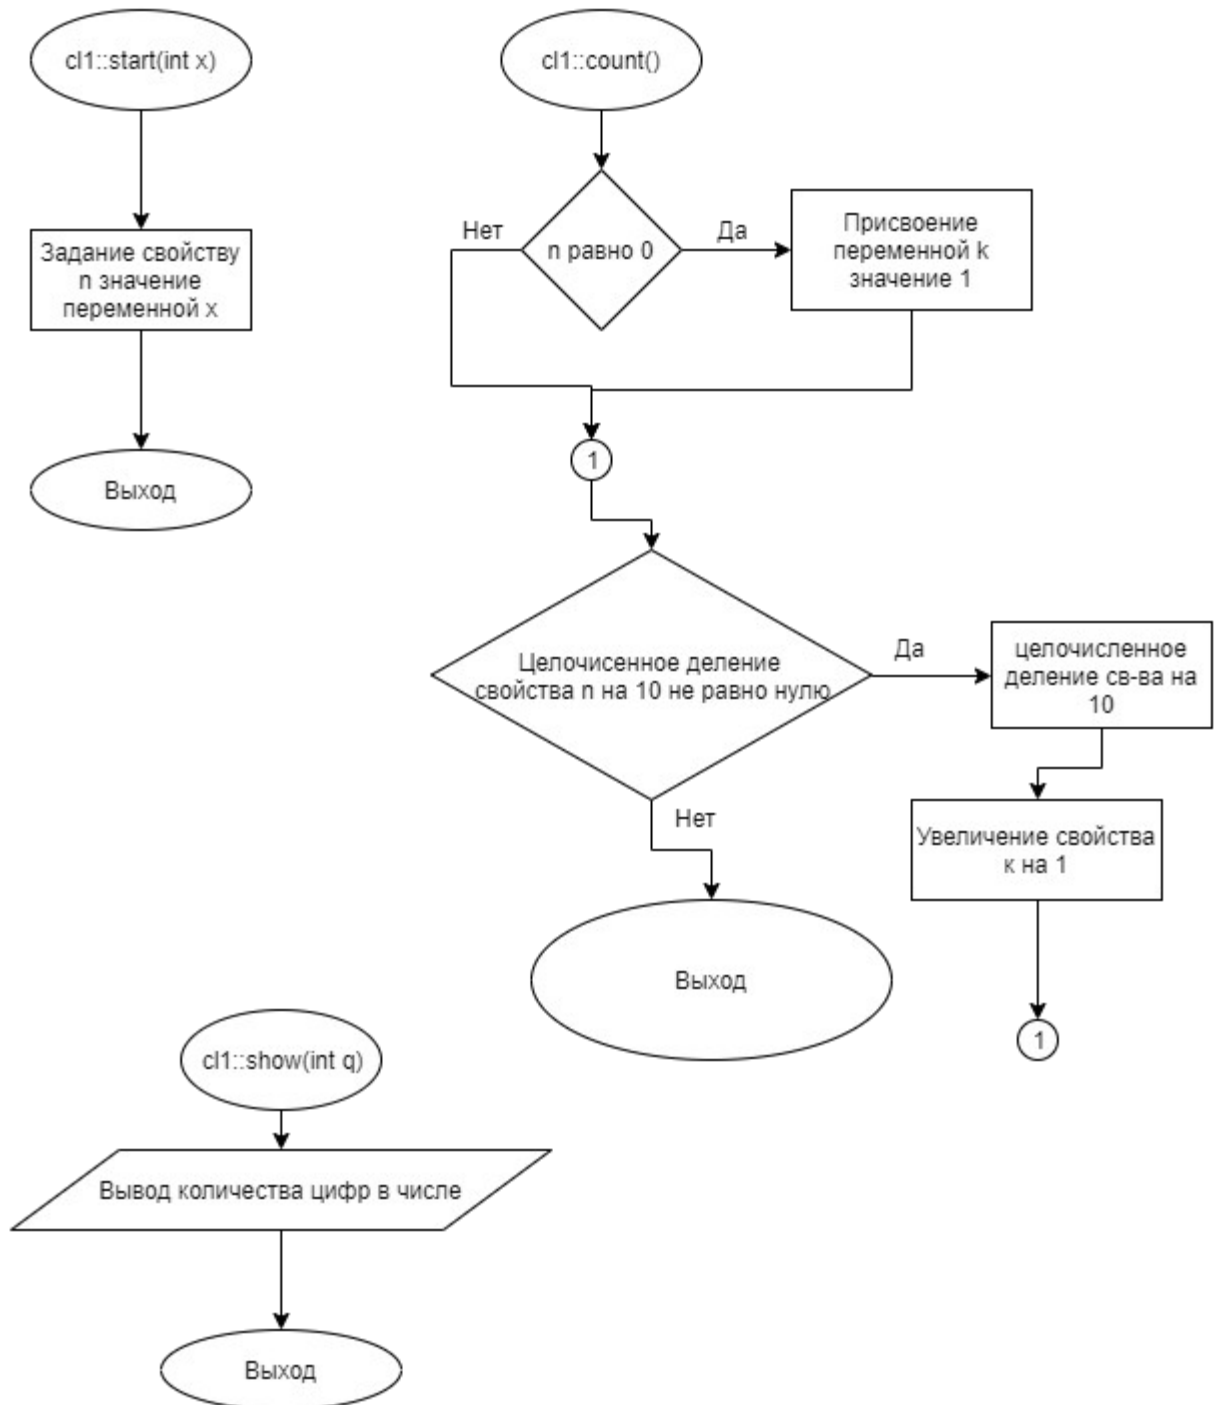 cl1::start(int x)
Задание свойству
n значение
переменной x
Выход
cl1::count()
n равно 0
Нет
Да
Присвоение
переменной k
значение 1
1
Целочисенное деление
свойства n на 10 не равно нулю
Да
целочисленное
деление св-ва на
10
Увеличение свойства
к на 1
1
Нет
Выход
cl1::show(int q)
Вывод количества цифр в числе
Выход